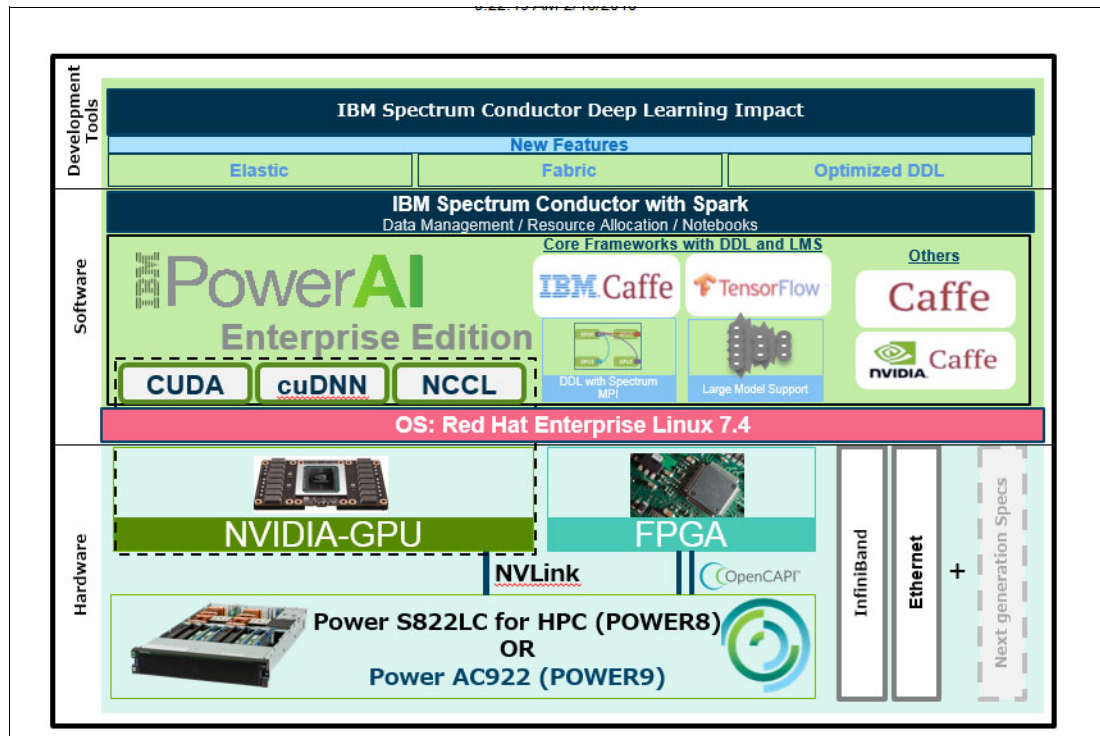 Development
Tools
IBM Spectrum Conductor Deep Learning Impact
New Features
Elastic
Fabric
Optimized DDL
Software
IBM Spectrum Conductor with Spark
Data Management / Resource Allocation / Notebooks
IBM PowerAI
Enterprise Edition
Core Frameworks with DDL and LMS
IBM Caffe
TensorFlow
DDL with Spectrum
MPI
Large Model Support
Others
Caffe
NVIDIA. Caffe
CUDA
cuDNN
NCCL
OS: Red Hat Enterprise Linux 7.4
Hardware
NVIDIA-GPU
FPGA
NVLink
OpenCAPI™
Power S822LC for HPC (POWER8)
OR
Power AC922 (POWER9)
InfiniBand
Ethernet
+
Next generation Specs